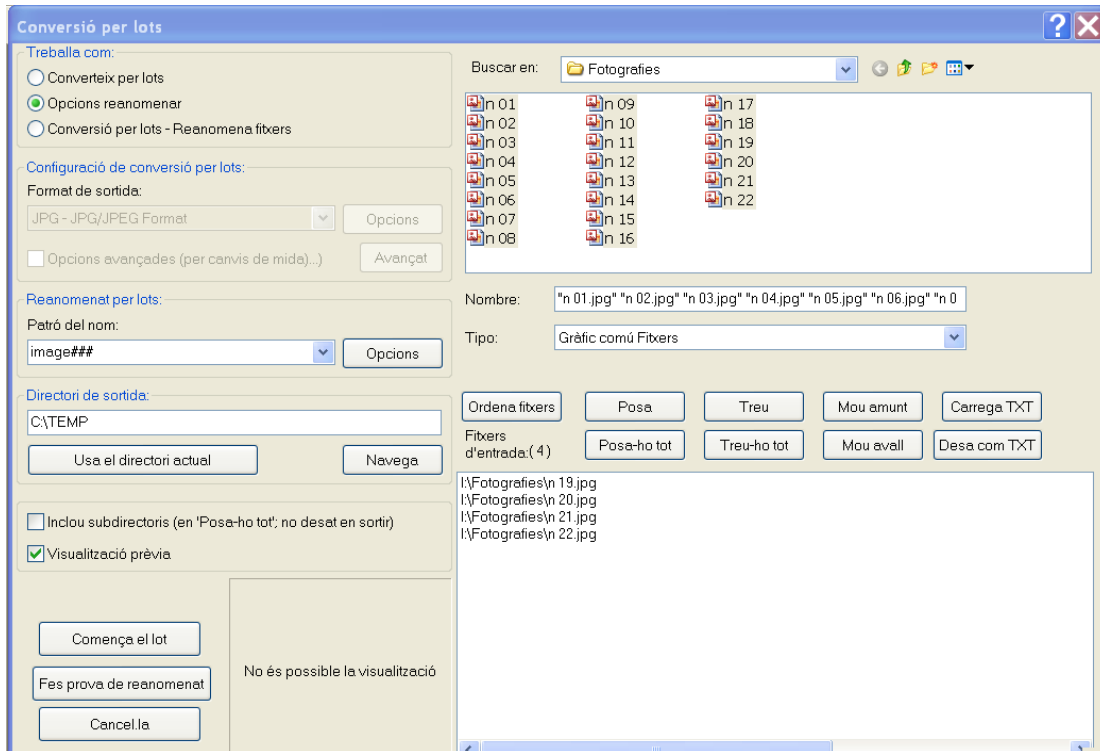 Conversió per lots
Treballa com:
Converteix per lots
Opcions reanomenar
Conversió per lots - Reanomena fitxers
Configuració de conversió per lots:
Format de sortida:
JPG - JPG/JPEG Format
Opcions
Opcions avançades (per canvis de mida)...)
Avançat
Reanomenat per lots:
Patró del nom:
image###
Opcions
Directori de sortida:
C:\TEMP
Usa el directori actual
Navega
Inclou subdirectoris (en 'Posa-ho tot'; no desat en sortir)
Visualització prèvia
Comença el lot
Fes prova de reanomenat
Cancel.la
No és possible la visualització
Buscar en:
Fotografies
n 01
n 02
n 03
n 04
n 05
n 06
n 07
n 08
n 09
n 10
n 11
n 12
n 13
n 14
n 15
n 16
n 17
n 18
n 19
n 20
n 21
n 22
Nombre:
"n 01.jpg" "n 02.jpg" "n 03.jpg" "n 04.jpg" "n 05.jpg" "n 06.jpg" "n 0
Tipo:
Gràfic comú Fitxers
Ordena fitxers
Posa
Treu
Mou amunt
Carrega TXT
Fitxers
d'entrada:(4)
Posa-ho tot
Treu-ho tot
Mou avall
Desa com TXT
I:\Fotografies\n 19.jpg
I:\Fotografies\n 20.jpg
I:\Fotografies\n 21.jpg
I:\Fotografies\n 22.jpg